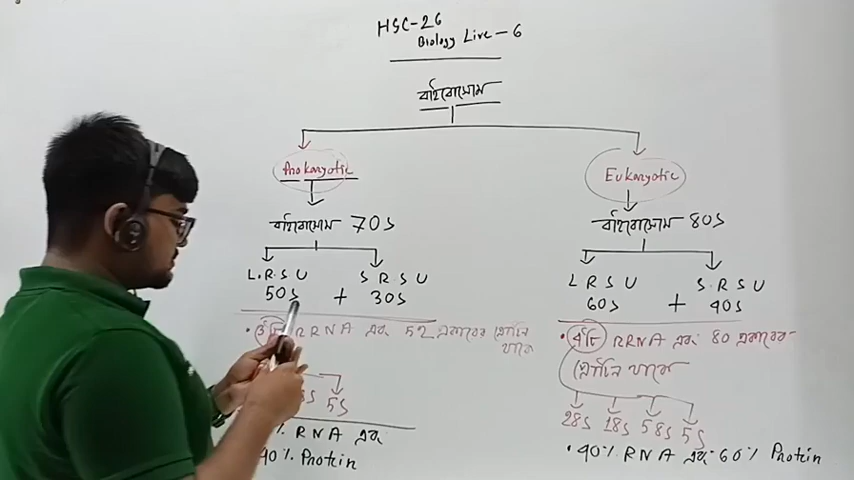 HSC-26
Biology Live-6
রাইবোসোম
Prokaryotic
Eukaryotic
রাইবোসোম 70S
রাইবোসোম 80S
L.R.S U
S R S U
50S + 30S
L R S U
S.R S U
60S + 40S
• ৩টি RRNA এবং 52 প্রকারের প্রোটিন
থাকে
• ৪টি RRNA এবং 80 প্রকারের
প্রোটিন থাকে
5S
28S 18S 5.8S 5S
% RNA এবং
40% Protein
• 40% RNA এবং 60% Protein